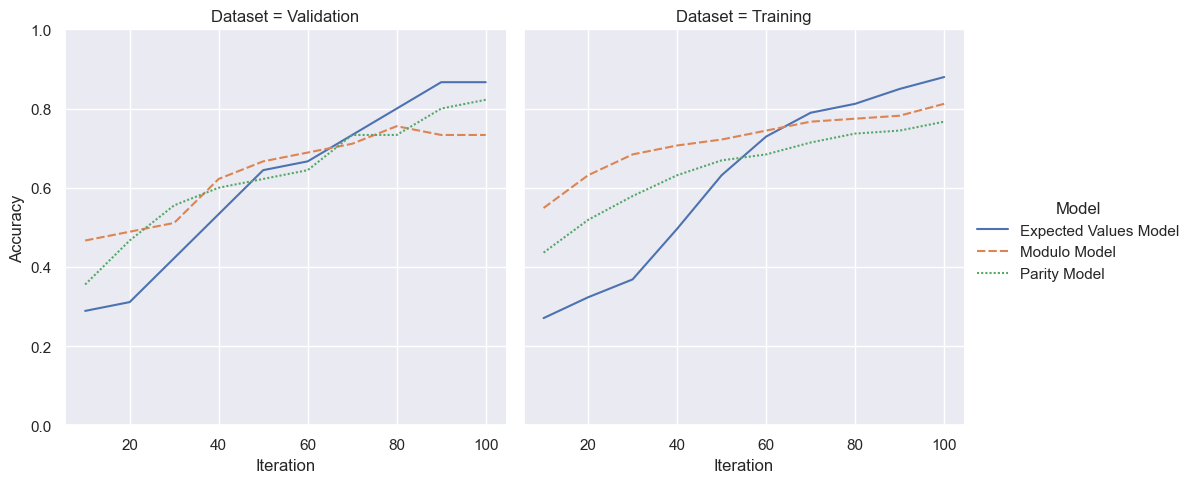 Dataset = Validation
Dataset = Training
Accuracy
1.0
0.8
0.6
0.4
0.2
0.0
20 40 60 80 100
Iteration
20 40 60 80 100
Iteration
Model
Expected Values Model
Modulo Model
Parity Model